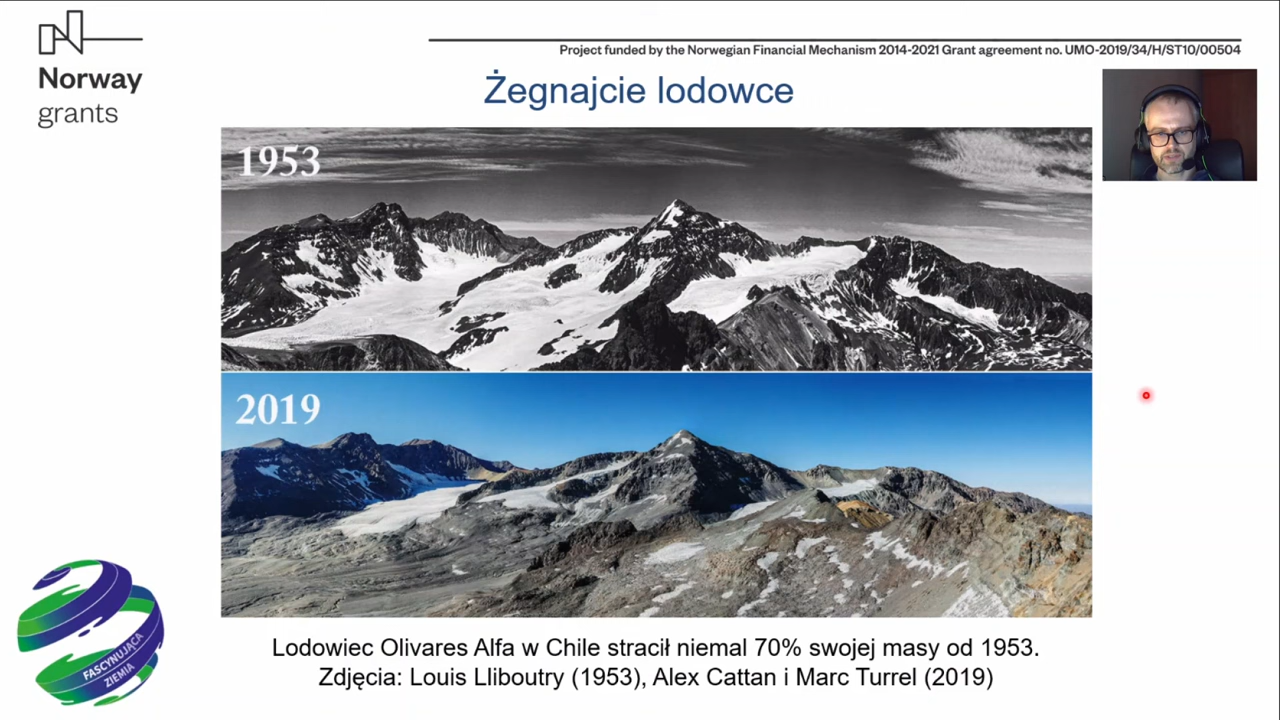 Norway
grants
Project funded by the Norwegian Financial Mechanism 2014-2021 Grant agreement no. UMO-2019/34/H/ST10/00504
Żegnajcie lodowce
1953
2019
FASCYNUJĄCA
ZIEMIA
Lodowiec Olivares Alfa w Chile stracił niemal 70% swojej masy od 1953.
Zdjęcia: Louis Lliboutry (1953), Alex Cattan i Marc Turrel (2019)